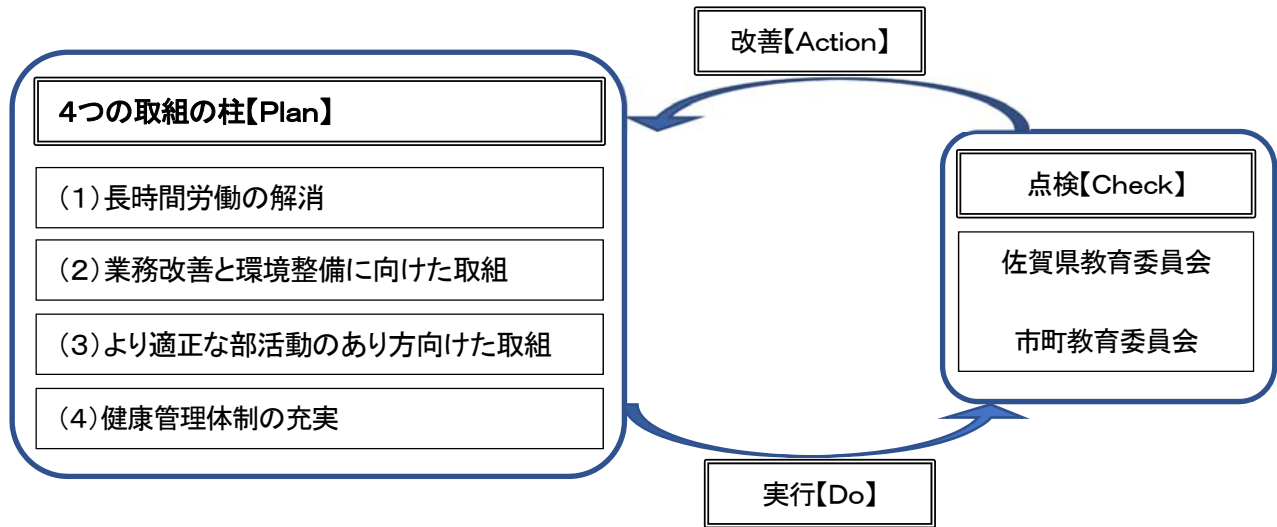 改善【Action】
4つの取組の柱【Plan】
(1)長時間労働の解消
(2)業務改善と環境整備に向けた取組
(3)より適正な部活動のあり方向けた取組
(4)健康管理体制の充実
点検【Check】
佐賀県教育委員会
市町教育委員会
実行【Do】